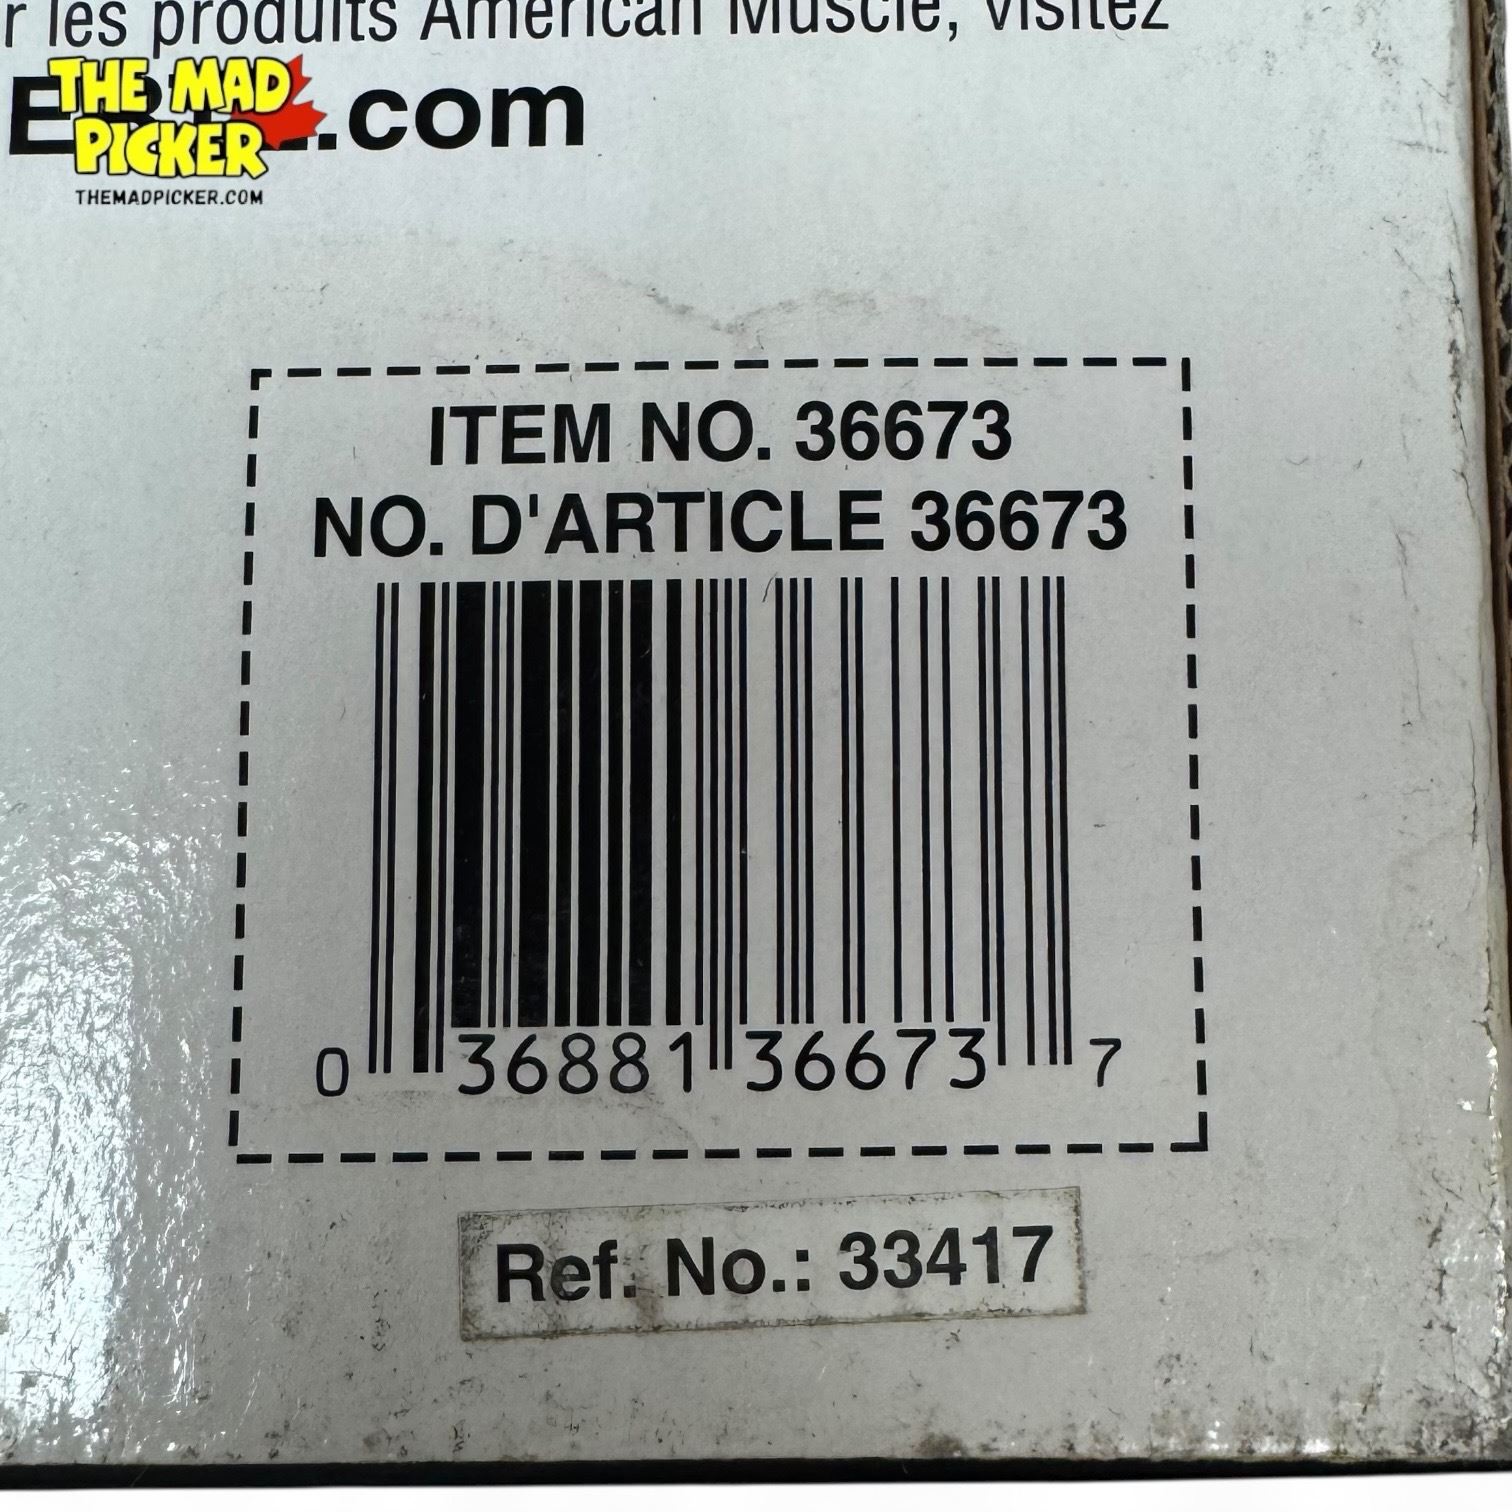 r les produits American Muscle, visitez
.com
THE MAD
PICKER
THEMADPICKER.COM
ITEM NO. 36673
NO. D'ARTICLE 36673
0 36881 36673 7
Ref. No.: 33417